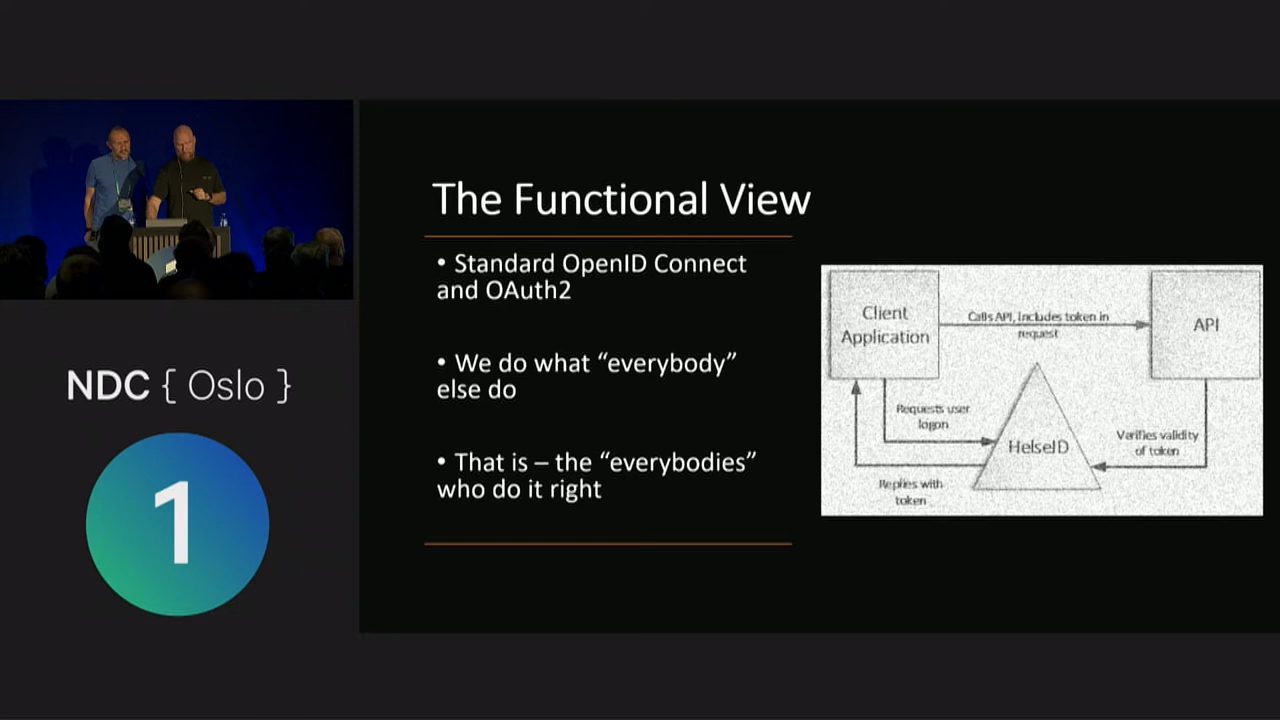 NDC { Oslo }
1
The Functional View
• Standard OpenID Connect
and OAuth2
• We do what “everybody”
else do
• That is – the “everybodies”
who do it right
Client
Application
Calls API, Includes token in
request
API
Requests user
logon
HelseID
Verifies validity
of token
Replies with
token